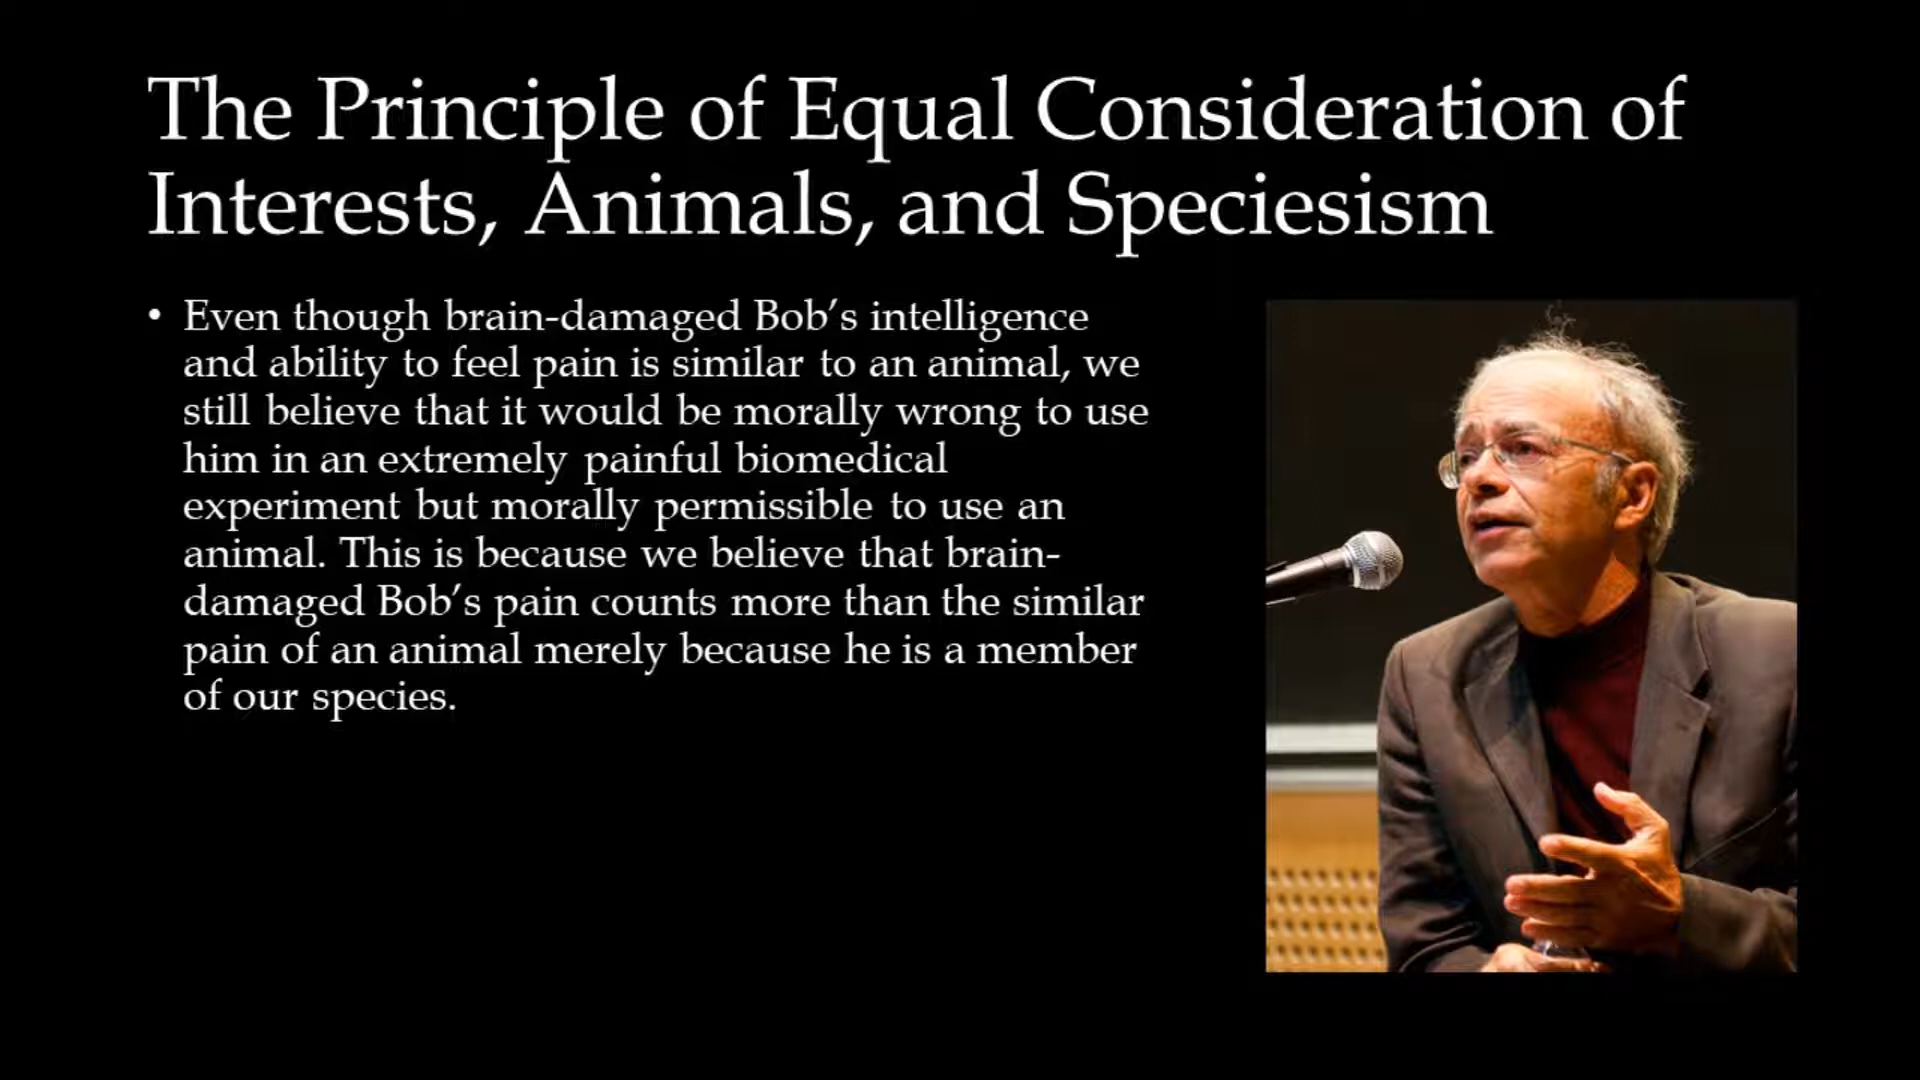 The Principle of Equal Consideration of
Interests, Animals, and Speciesism
• Even though brain-damaged Bob’s intelligence
and ability to feel pain is similar to an animal, we
still believe that it would be morally wrong to use
him in an extremely painful biomedical
experiment but morally permissible to use an
animal. This is because we believe that brain-
damaged Bob’s pain counts more than the similar
pain of an animal merely because he is a member
of our species.